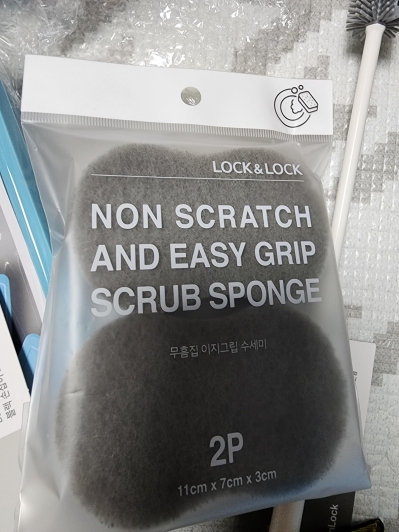 LOCK&LOCK
NON SCRATCH
AND EASY GRIP
SCRUB SPONGE
무흠집 이지그립 수세미
2P
11cm x 7cm x 3cm
Lock